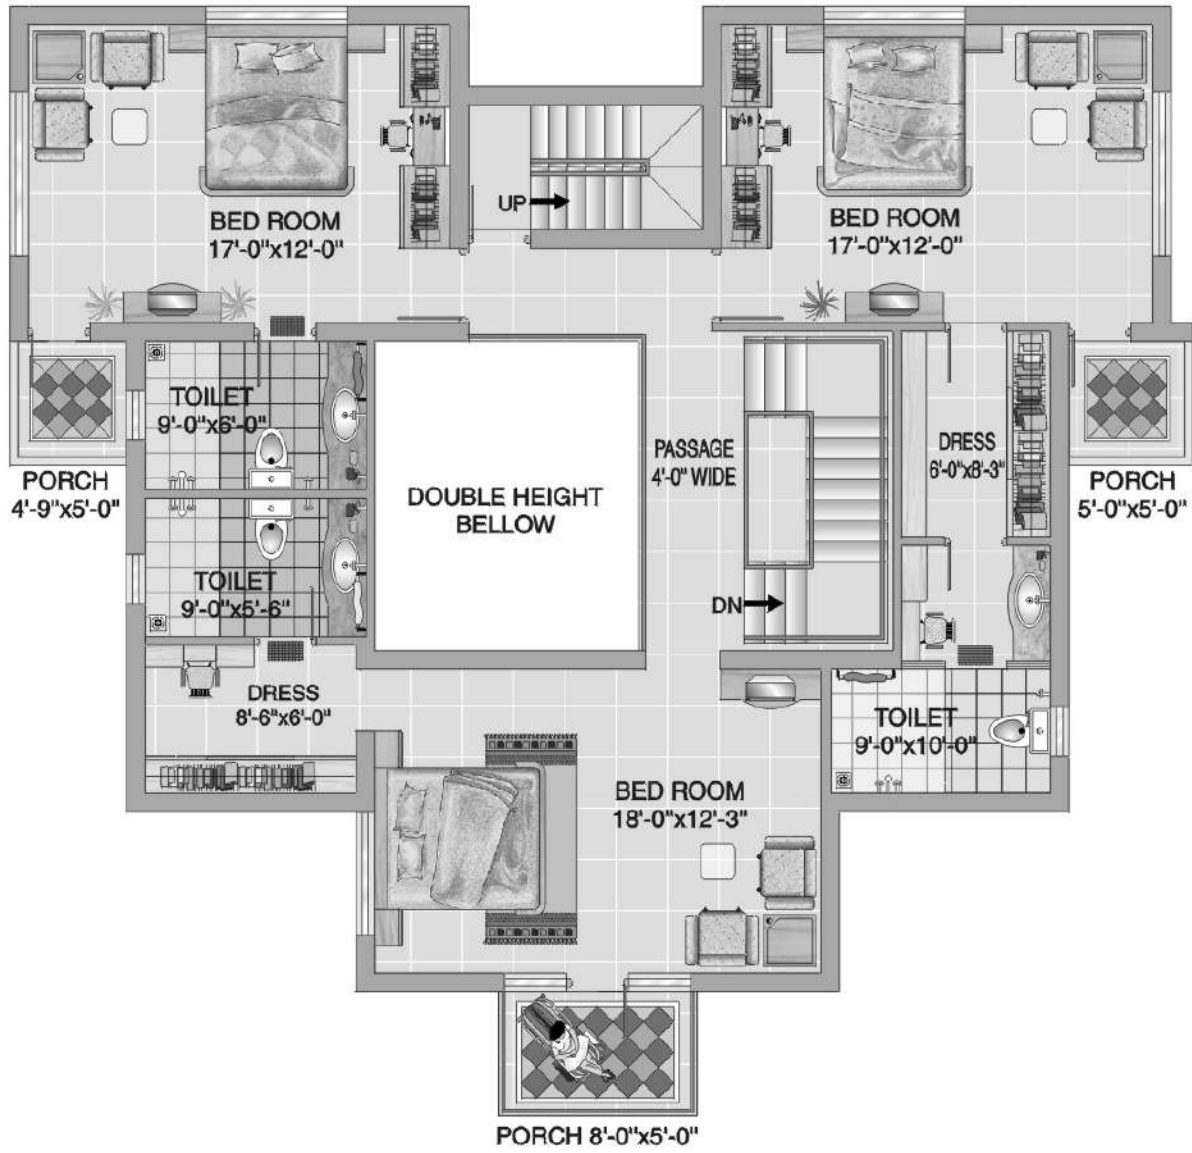 UP
BED ROOM
17'-0"x12'-0"
BED ROOM
17'-0"x12'-0"
TOILET
9'-0"x6'-0"
PORCH
4'-9"x5'-0"
DOUBLE HEIGHT
BELLOW
PASSAGE
4'-0" WIDE
DRESS
6'-0"x8'-3"
PORCH
5'-0"x5'-0"
TOILET
9'-0"x5'-6"
DN
DRESS
8'-6"x6'-0"
TOILET
9'-0"x10'-0"
BED ROOM
18'-0"x12'-3"
PORCH 8'-0"x5'-0"